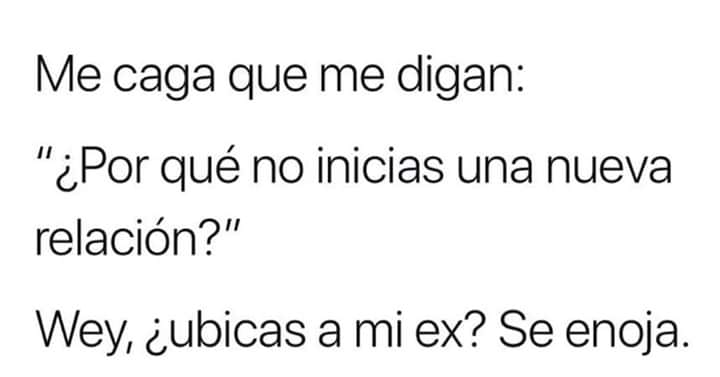 Me caga que me digan:
"¿Por qué no inicias una nueva
relación?"
Wey, ¿ubicas a mi ex? Se enoja.